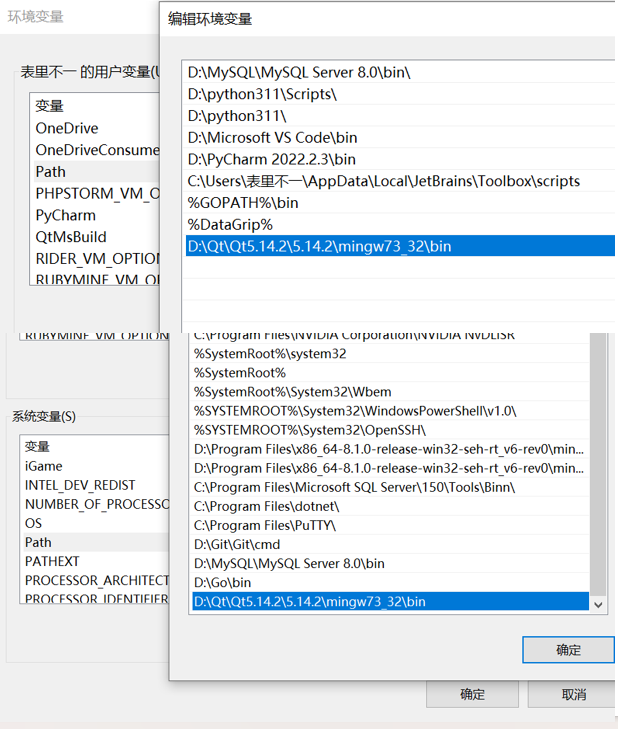 环境变量
编辑环境变量
表里不一 的用户变量(U
变量
OneDrive
OneDriveConsume
Path
PHPSTORM_VM_O
PyCharm
QtMsBuild
RIDER_VM_OPTION
RUBYMINE_VM_OP
D:\MySQL\MySQL Server 8.0\bin\
D:\python311\Scripts\
D:\python311\
D:\Microsoft VS Code\bin
D:\PyCharm 2022.2.3\bin
C:\Users\表里不一\AppData\Local\JetBrains\Toolbox\scripts
%GOPATH%\bin
%DataGrip%
D:\Qt\Qt5.14.2\5.14.2\mingw73_32\bin
RUBYMINE_VM_OPTION
系统变量(S)
变量
iGame
INTEL_DEV_REDIST
NUMBER_OF_PROCESSO
OS
Path
PATHEXT
PROCESSOR_ARCHITECT
PROCESSOR_IDENTIFIER
C:\Program Files\NVIDIA Corporation\NVIDIA NvDLISR
%SystemRoot%\system32
%SystemRoot%
%SystemRoot%\System32\Wbem
%SYSTEMROOT%\System32\WindowsPowerShell\v1.0\
%SYSTEMROOT%\System32\OpenSSH\
D:\Program Files\x86_64-8.1.0-release-win32-seh-rt_v6-rev0\min...
D:\Program Files\x86_64-8.1.0-release-win32-seh-rt_v6-rev0\min...
C:\Program Files\Microsoft SQL Server\150\Tools\Binn\
C:\Program Files\dotnet\
C:\Program Files\PuTTY\
D:\Git\Git\cmd
D:\MySQL\MySQL Server 8.0\bin
D:\Go\bin
D:\Qt\Qt5.14.2\5.14.2\mingw73_32\bin
确定
确定
取消